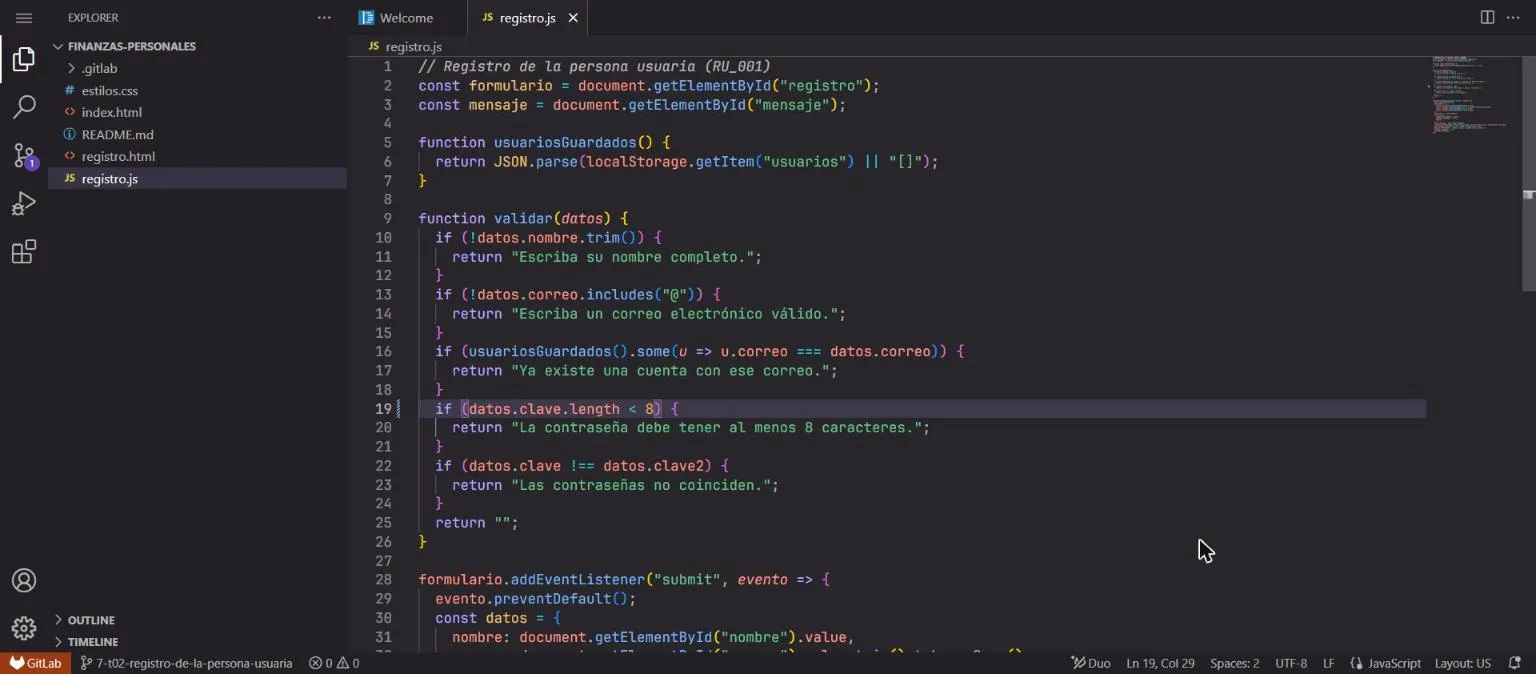 EXPLORER
FINANZAS-PERSONALES
.gitlab
# estilos.css
<> index.html
README.md
<> registro.html
JS registro.js
OUTLINE
TIMELINE
Welcome
JS registro.js
JS registro.js
1 // Registro de la persona usuaria (RU_001)
2 const formulario = document.getElementById("registro");
3 const mensaje = document.getElementById("mensaje");
4
5 function usuariosGuardados() {
6 return JSON.parse(localStorage.getItem("usuarios") || "[]");
7 }
8
9 function validar(datos) {
10 if (!datos.nombre.trim()) {
11 return "Escriba su nombre completo.";
12 }
13 if (!datos.correo.includes("@")) {
14 return "Escriba un correo electrónico válido.";
15 }
16 if (usuariosGuardados().some(u => u.correo === datos.correo)) {
17 return "Ya existe una cuenta con ese correo.";
18 }
19 if (datos.clave.length < 8) {
20 return "La contraseña debe tener al menos 8 caracteres.";
21 }
22 if (datos.clave !== datos.clave2) {
23 return "Las contraseñas no coinciden.";
24 }
25 return "";
26 }
27
28 formulario.addEventListener("submit", evento => {
29 evento.preventDefault();
30 const datos = {
31 nombre: document.getElementById("nombre").value,
1
GitLab 7-t02-registro-de-la-persona-usuaria 0 0 Duo Ln 19, Col 29 Spaces: 2 UTF-8 LF JavaScript Layout: US